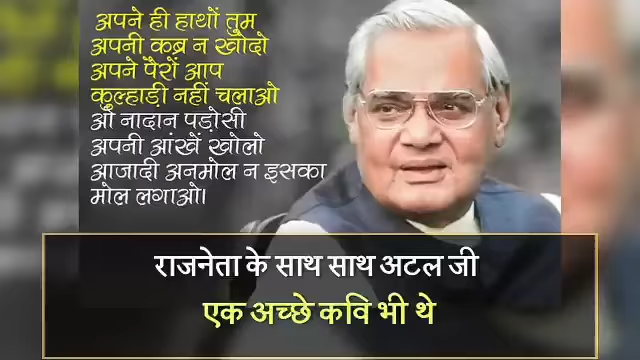 अपने ही हाथों तुम
अपनी कब्र न खोदो
अपने पैरों आप
कुल्हाडी नहीं चलाओ
ओ नादान पड़ोसी
अपनी आंखें खोलो
आजादी अनमोल न इसका
मोल लगाओ।
राजनेता के साथ साथ अटल जी
एक अच्छे कवि भी थे